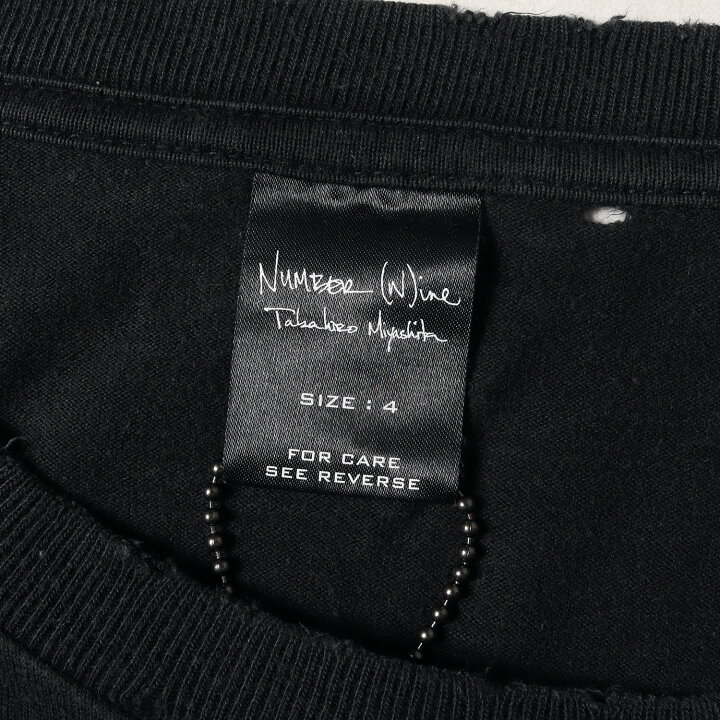 NUMBER (N)ine
Takahiro Miyashita
SIZE : 4
FOR CARE
SEE REVERSE